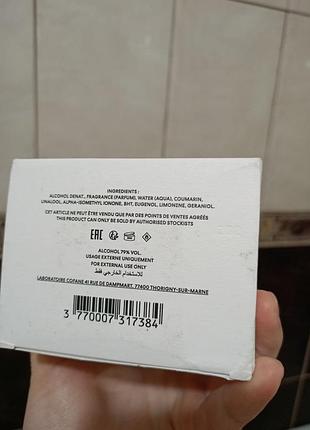 INGREDIENTS :
ALCOHOL DENAT., FRAGRANCE (PARFUM), WATER (AQUA), COUMARIN,
LINALOOL, ALPHA-ISOMETHYL IONONE, BHT, EUGENOL, LIMONENE, GERANIOL.
CET ARTICLE NE PEUT ÊTRE VENDU QUE PAR DES POINTS DE VENTES AGRÉÉS
THIS PRODUCT CAN ONLY BE SOLD BY AUTHORISED STOCKISTS
EAC
ALCOHOL 79% VOL.
USAGE EXTERNE UNIQUEMENT
FOR EXTERNAL USE ONLY
للاستخدام الخارجي فقط
LABORATOIRE COFANE 41 RUE DE DAMPMART, 77400 THORIGNY-SUR-MARNE
3 770007 317384